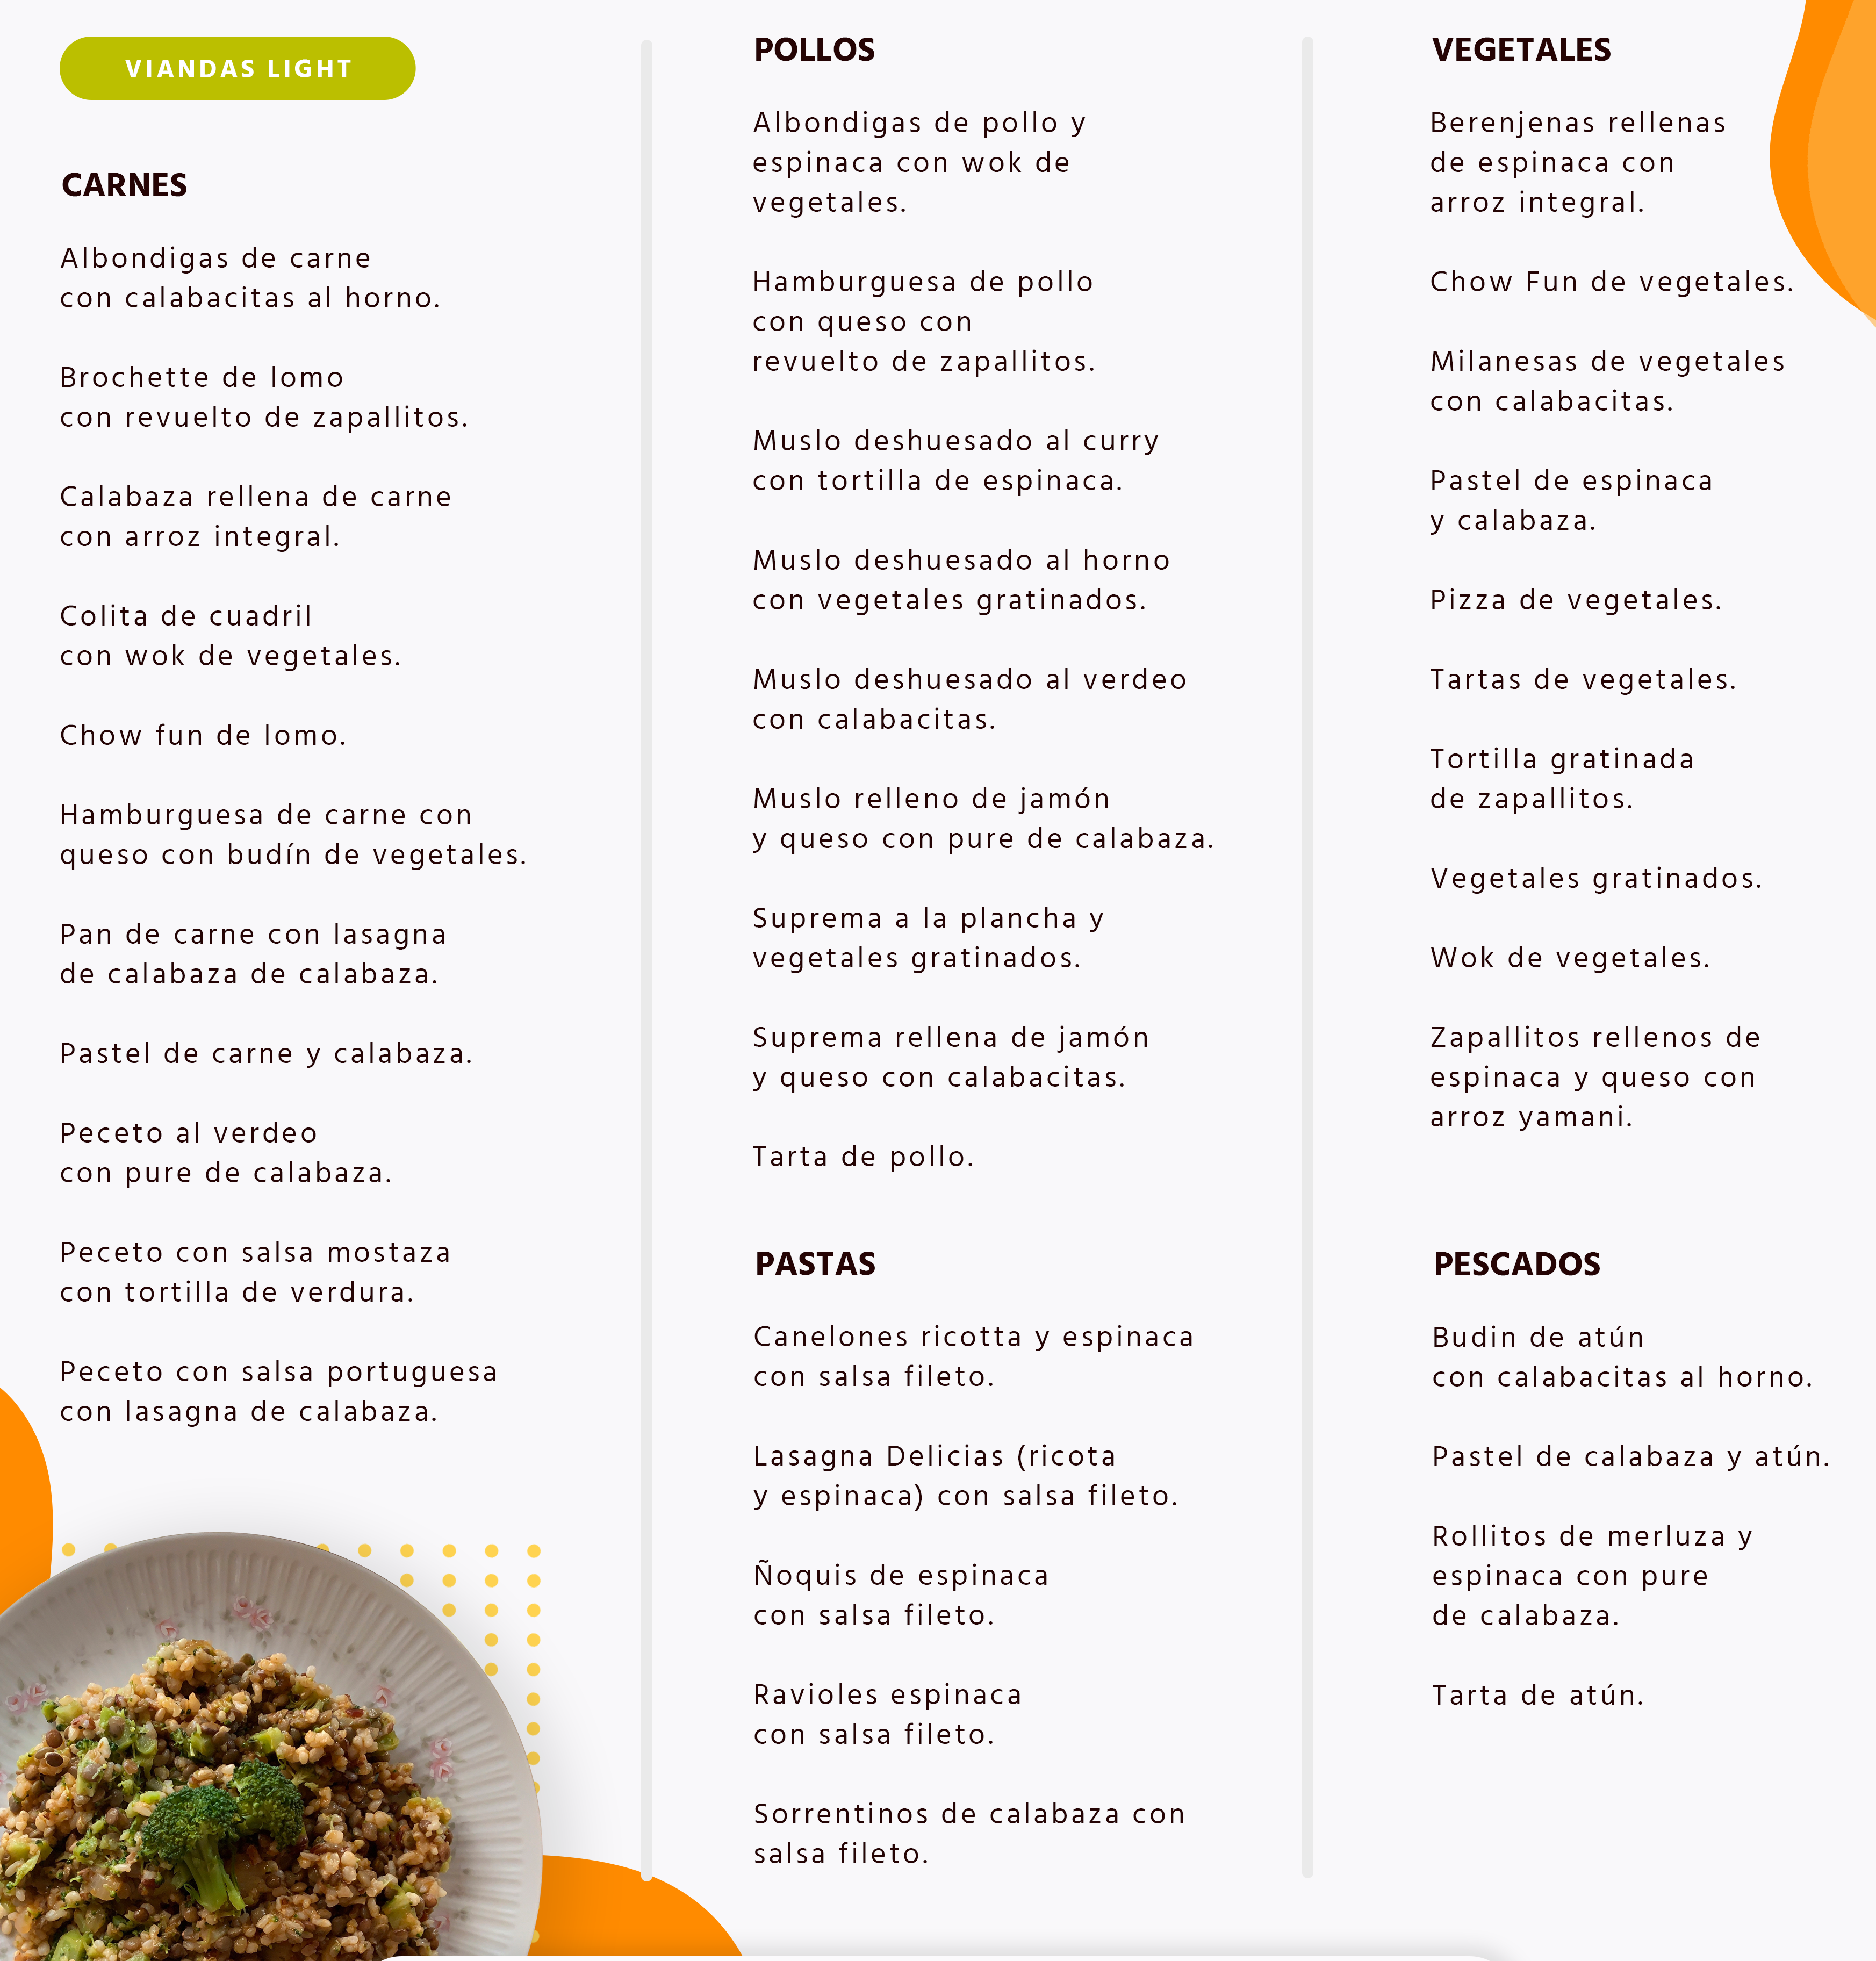 VIANDAS LIGHT
CARNES
Albondigas de carne
con calabacitas al horno.
Brochette de lomo
con revuelto de zapallitos.
Calabaza rellena de carne
con arroz integral.
Colita de cuadril
con wok de vegetales.
Chow fun de lomo.
Hamburguesa de carne con
queso con budín de vegetales.
Pan de carne con lasagna
de calabaza de calabaza.
Pastel de carne y calabaza.
Peceto al verdeo
con pure de calabaza.
Peceto con salsa mostaza
con tortilla de verdura.
Peceto con salsa portuguesa
con lasagna de calabaza.
POLLOS
Albondigas de pollo y
espinaca con wok de
vegetales.
Hamburguesa de pollo
con queso con
revuelto de zapallitos.
Muslo deshuesado al curry
con tortilla de espinaca.
Muslo deshuesado al horno
con vegetales gratinados.
Muslo deshuesado al verdeo
con calabacitas.
Muslo relleno de jamón
y queso con pure de calabaza.
Suprema a la plancha y
vegetales gratinados.
Suprema rellena de jamón
y queso con calabacitas.
Tarta de pollo.
PASTAS
Canelones ricotta y espinaca
con salsa fileto.
Lasagna Delicias (ricota
y espinaca) con salsa fileto.
Ñoquis de espinaca
con salsa fileto.
Ravioles espinaca
con salsa fileto.
Sorrentinos de calabaza con
salsa fileto.
VEGETALES
Berenjenas rellenas
de espinaca con
arroz integral.
Chow Fun de vegetales.
Milanesas de vegetales
con calabacitas.
Pastel de espinaca
y calabaza.
Pizza de vegetales.
Tartas de vegetales.
Tortilla gratinada
de zapallitos.
Vegetales gratinados.
Wok de vegetales.
Zapallitos rellenos de
espinaca y queso con
arroz yamani.
PESCADOS
Budin de atún
con calabacitas al horno.
Pastel de calabaza y atún.
Rollitos de merluza y
espinaca con pure
de calabaza.
Tarta de atún.